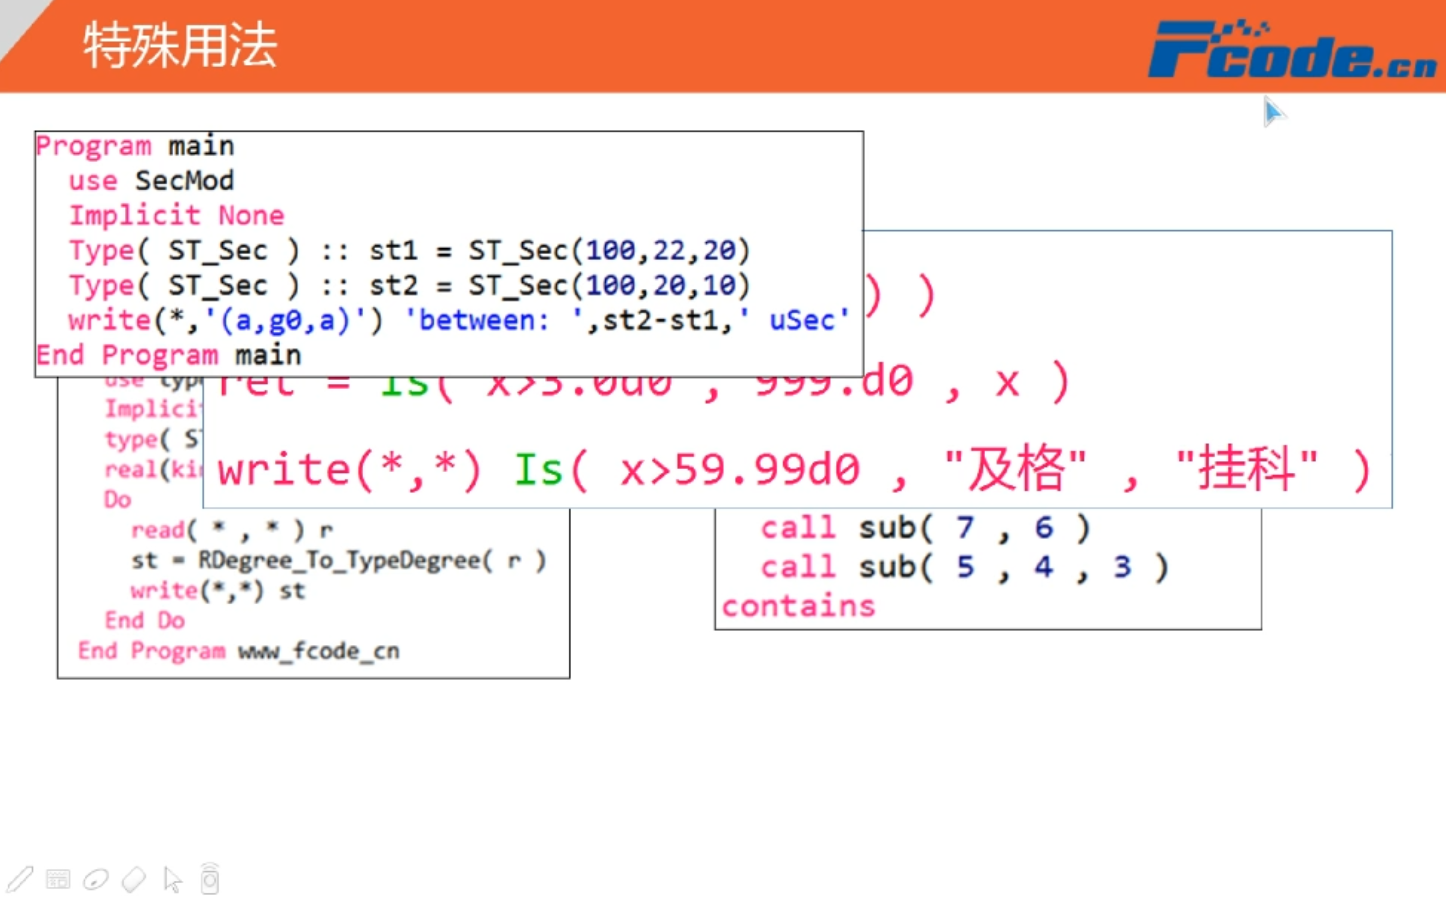 特殊用法
Fcode.cn
Program main
use SecMod
Implicit None
Type( ST_Sec ) :: st1 = ST_Sec(100,22,20)
Type( ST_Sec ) :: st2 = ST_Sec(100,20,10)
write(*,'(a,g0,a)') 'between: ',st2-st1,' uSec'
End Program main
) )
ret = Is( x>3.0d0 , 999.d0 , x )
write(*,*) Is( x>59.99d0 , "及格" , "挂科" )
use
Implici
type( S
real(ki
Do
read( * , * ) r
st = RDegree_To_TypeDegree( r )
write(*,*) st
End Do
End Program www_fcode_cn
call sub( 7 , 6 )
call sub( 5 , 4 , 3 )
contains